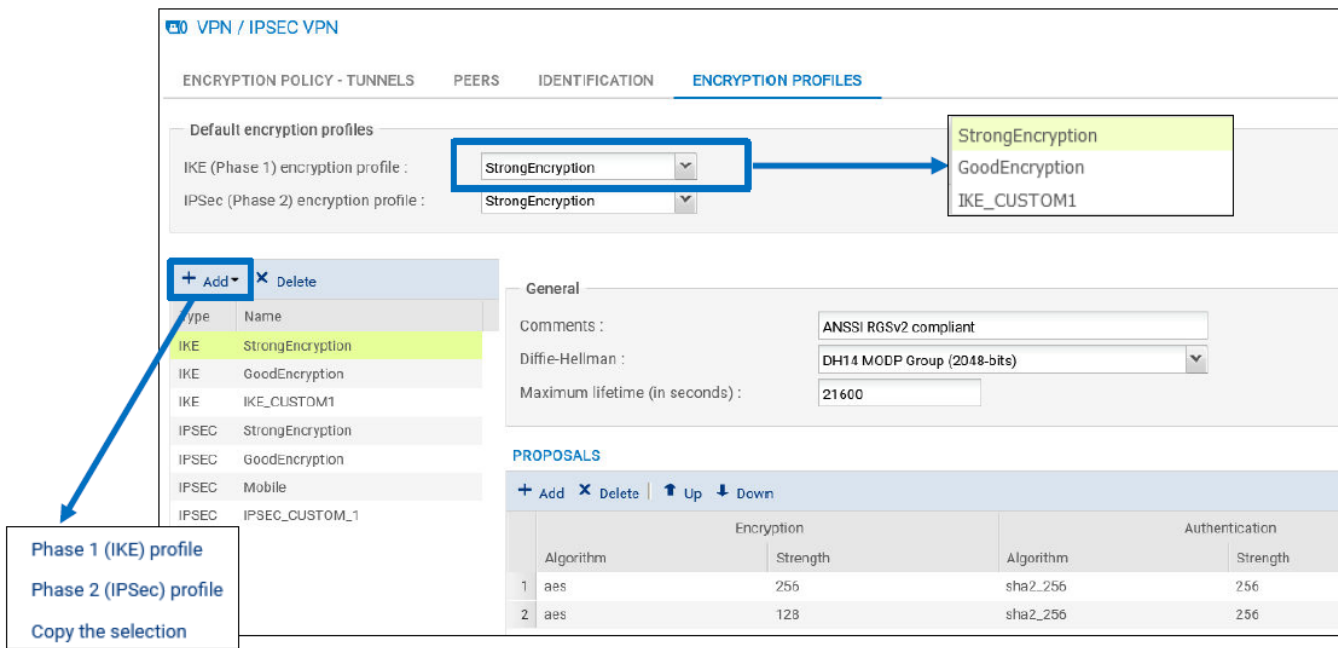 VPN / IPSEC VPN
ENCRYPTION POLICY - TUNNELS PEERS IDENTIFICATION ENCRYPTION PROFILES
Default encryption profiles
IKE (Phase 1) encryption profile : StrongEncryption
IPSec (Phase 2) encryption profile : StrongEncryption
StrongEncryption
GoodEncryption
IKE_CUSTOM1
+ Add Delete
Type Name
IKE StrongEncryption
IKE GoodEncryption
IKE IKE_CUSTOM1
IPSEC StrongEncryption
IPSEC GoodEncryption
IPSEC Mobile
IPSEC IPSEC_CUSTOM_1
Phase 1 (IKE) profile
Phase 2 (IPSec) profile
Copy the selection
General
Comments : ANSSI RGSv2 compliant
Diffie-Hellman : DH14 MODP Group (2048-bits)
Maximum lifetime (in seconds) : 21600
PROPOSALS
+ Add Delete Up Down
Encryption Authentication
Algorithm Strength Algorithm Strength
1 aes 256 sha2_256 256
2 aes 128 sha2_256 256